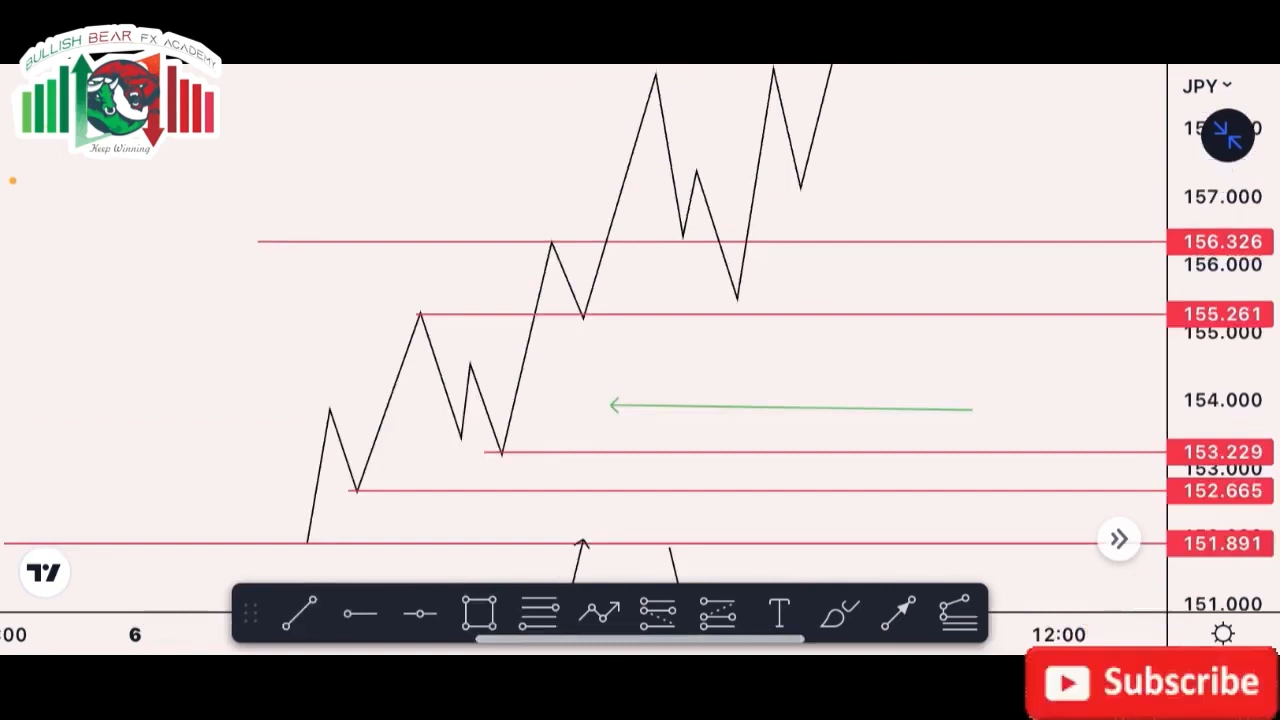 BULLISH BEAR FX ACADEMY
Keep Winning
JPY
157.000
156.326
156.000
155.261
155.000
154.000
153.229
153.000
152.665
151.891
151.000
:00
6
12:00
T
Subscribe